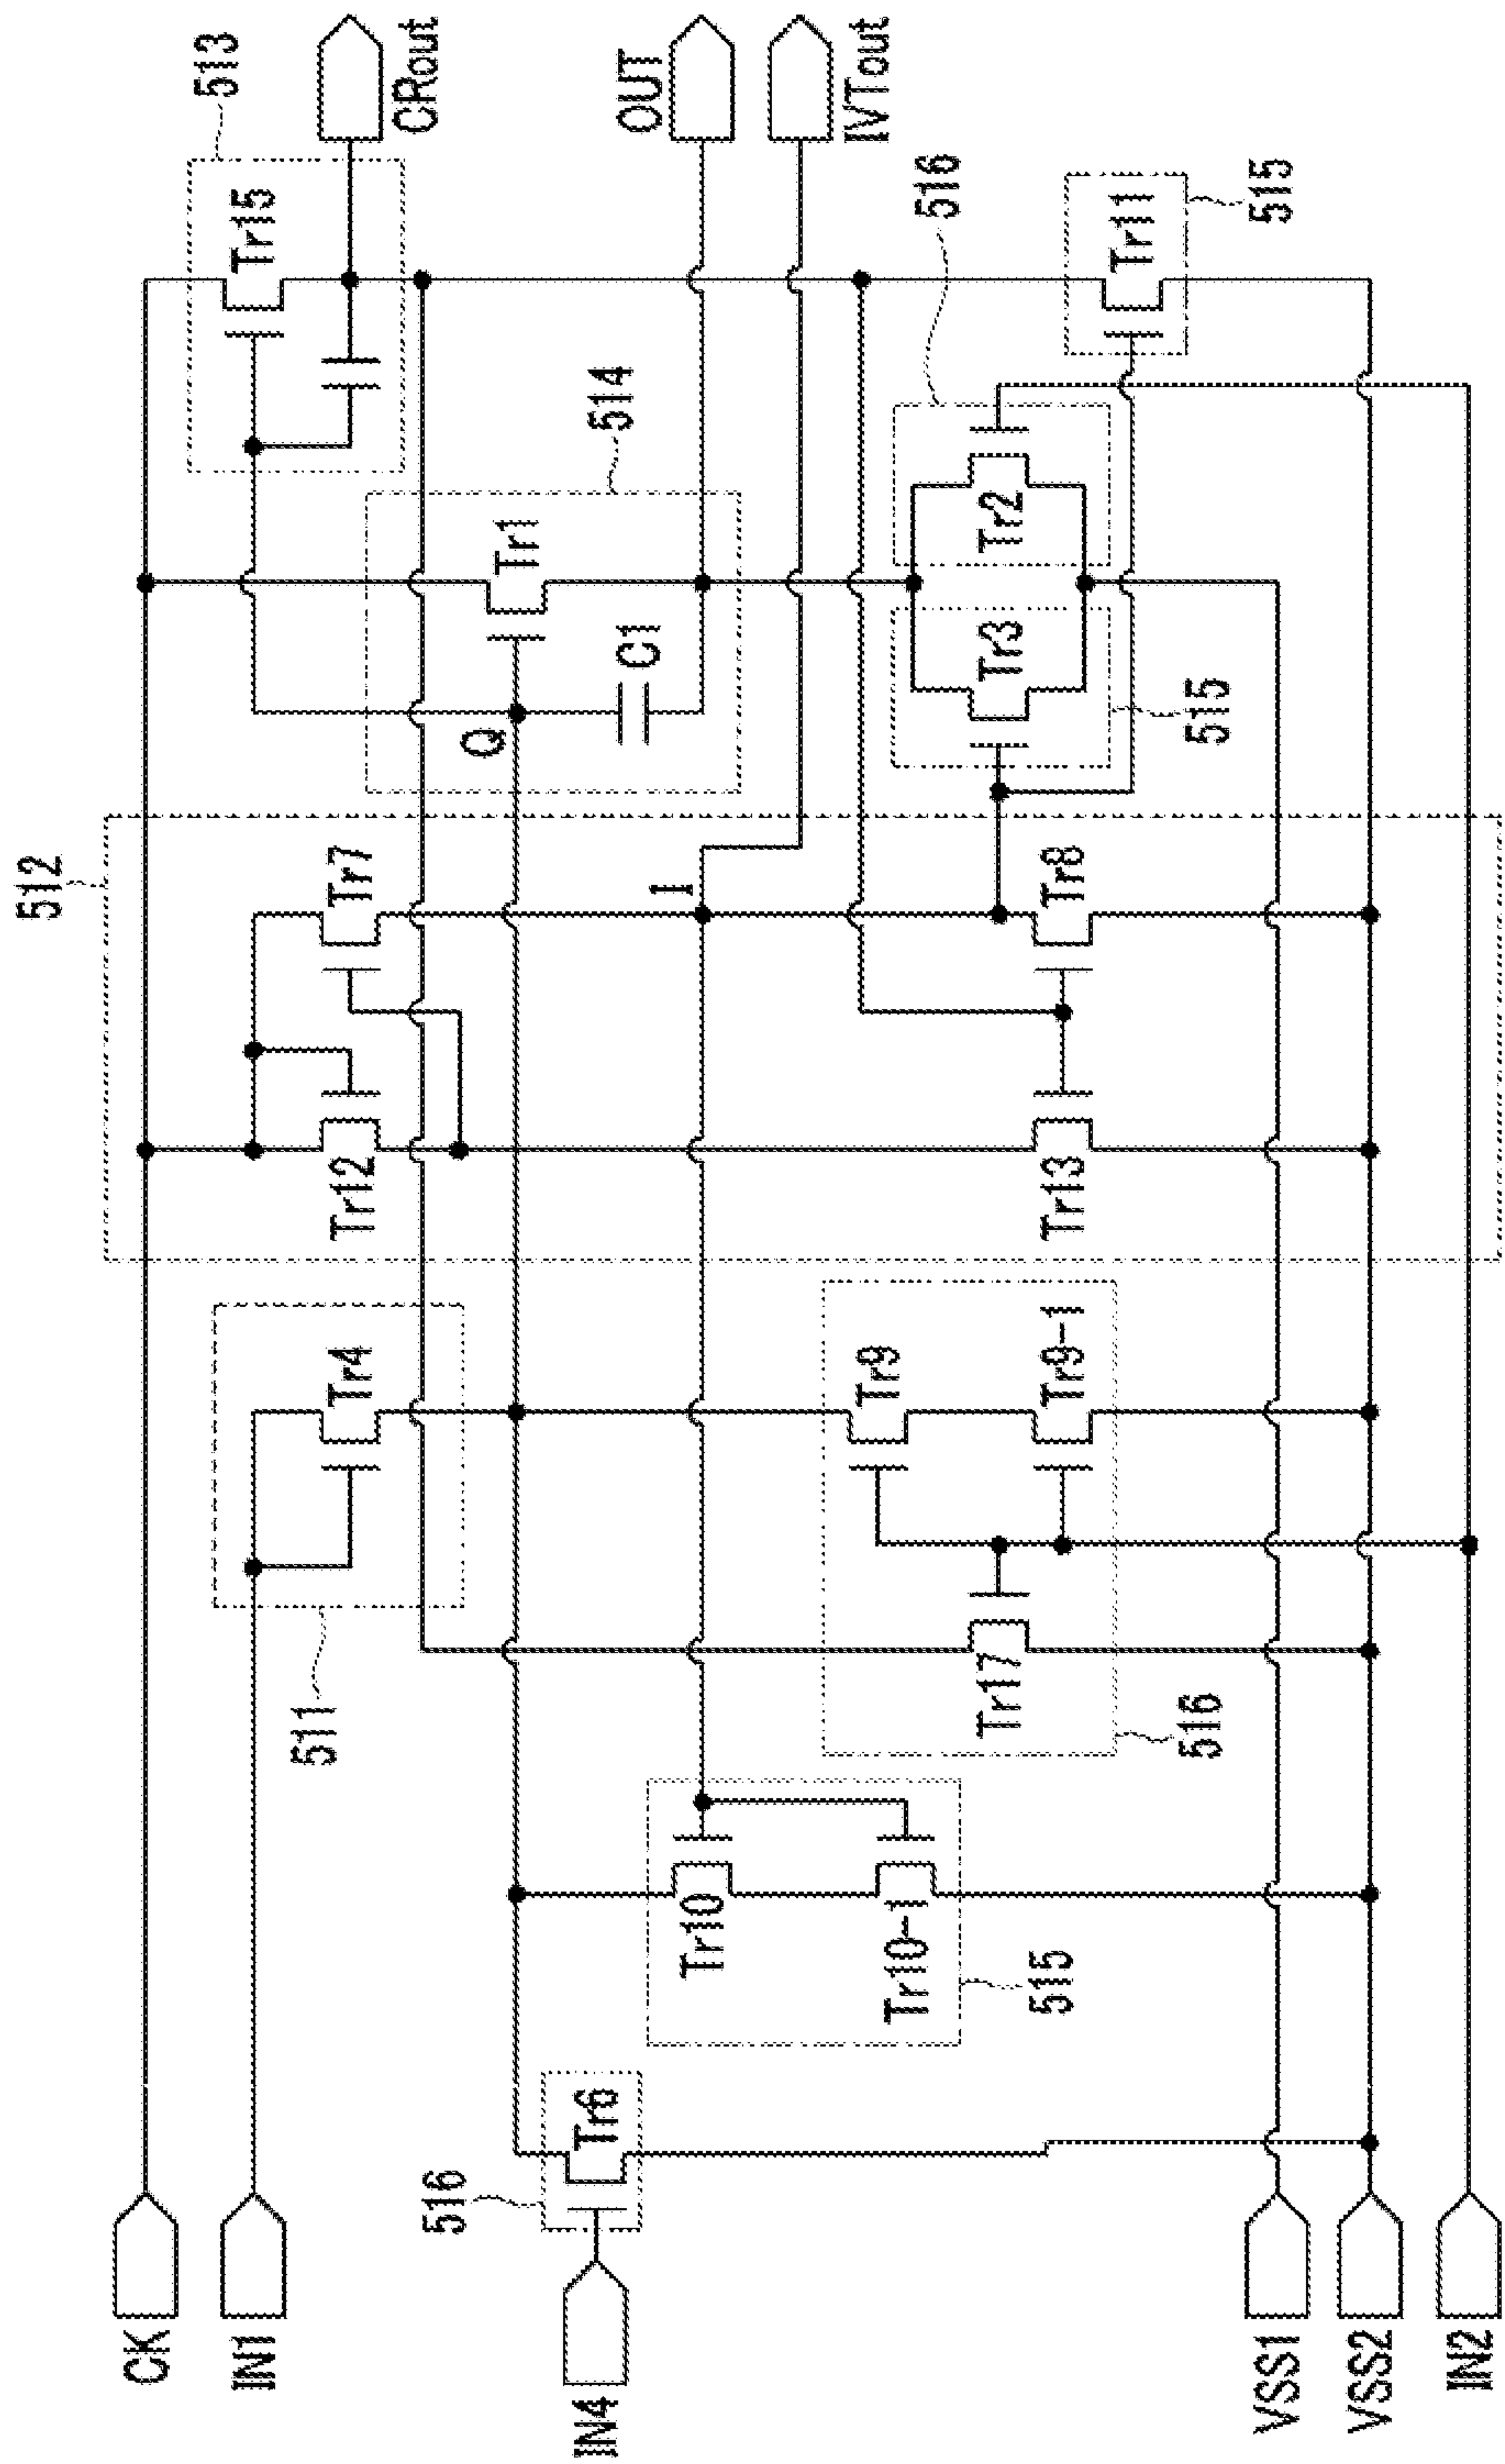 CK
IN1
IN4
VSS1
VSS2
IN2
516
Tr6
Tr10
Tr10-1
515
511
Tr4
Tr17
516
Tr9
Tr9-1
512
Tr12
Tr7
Tr13
Tr8
I
Q
Tr1
C1
514
Tr3
515
Tr2
516
513
Tr15
Tr11
515
CRout
OUT
IVTout